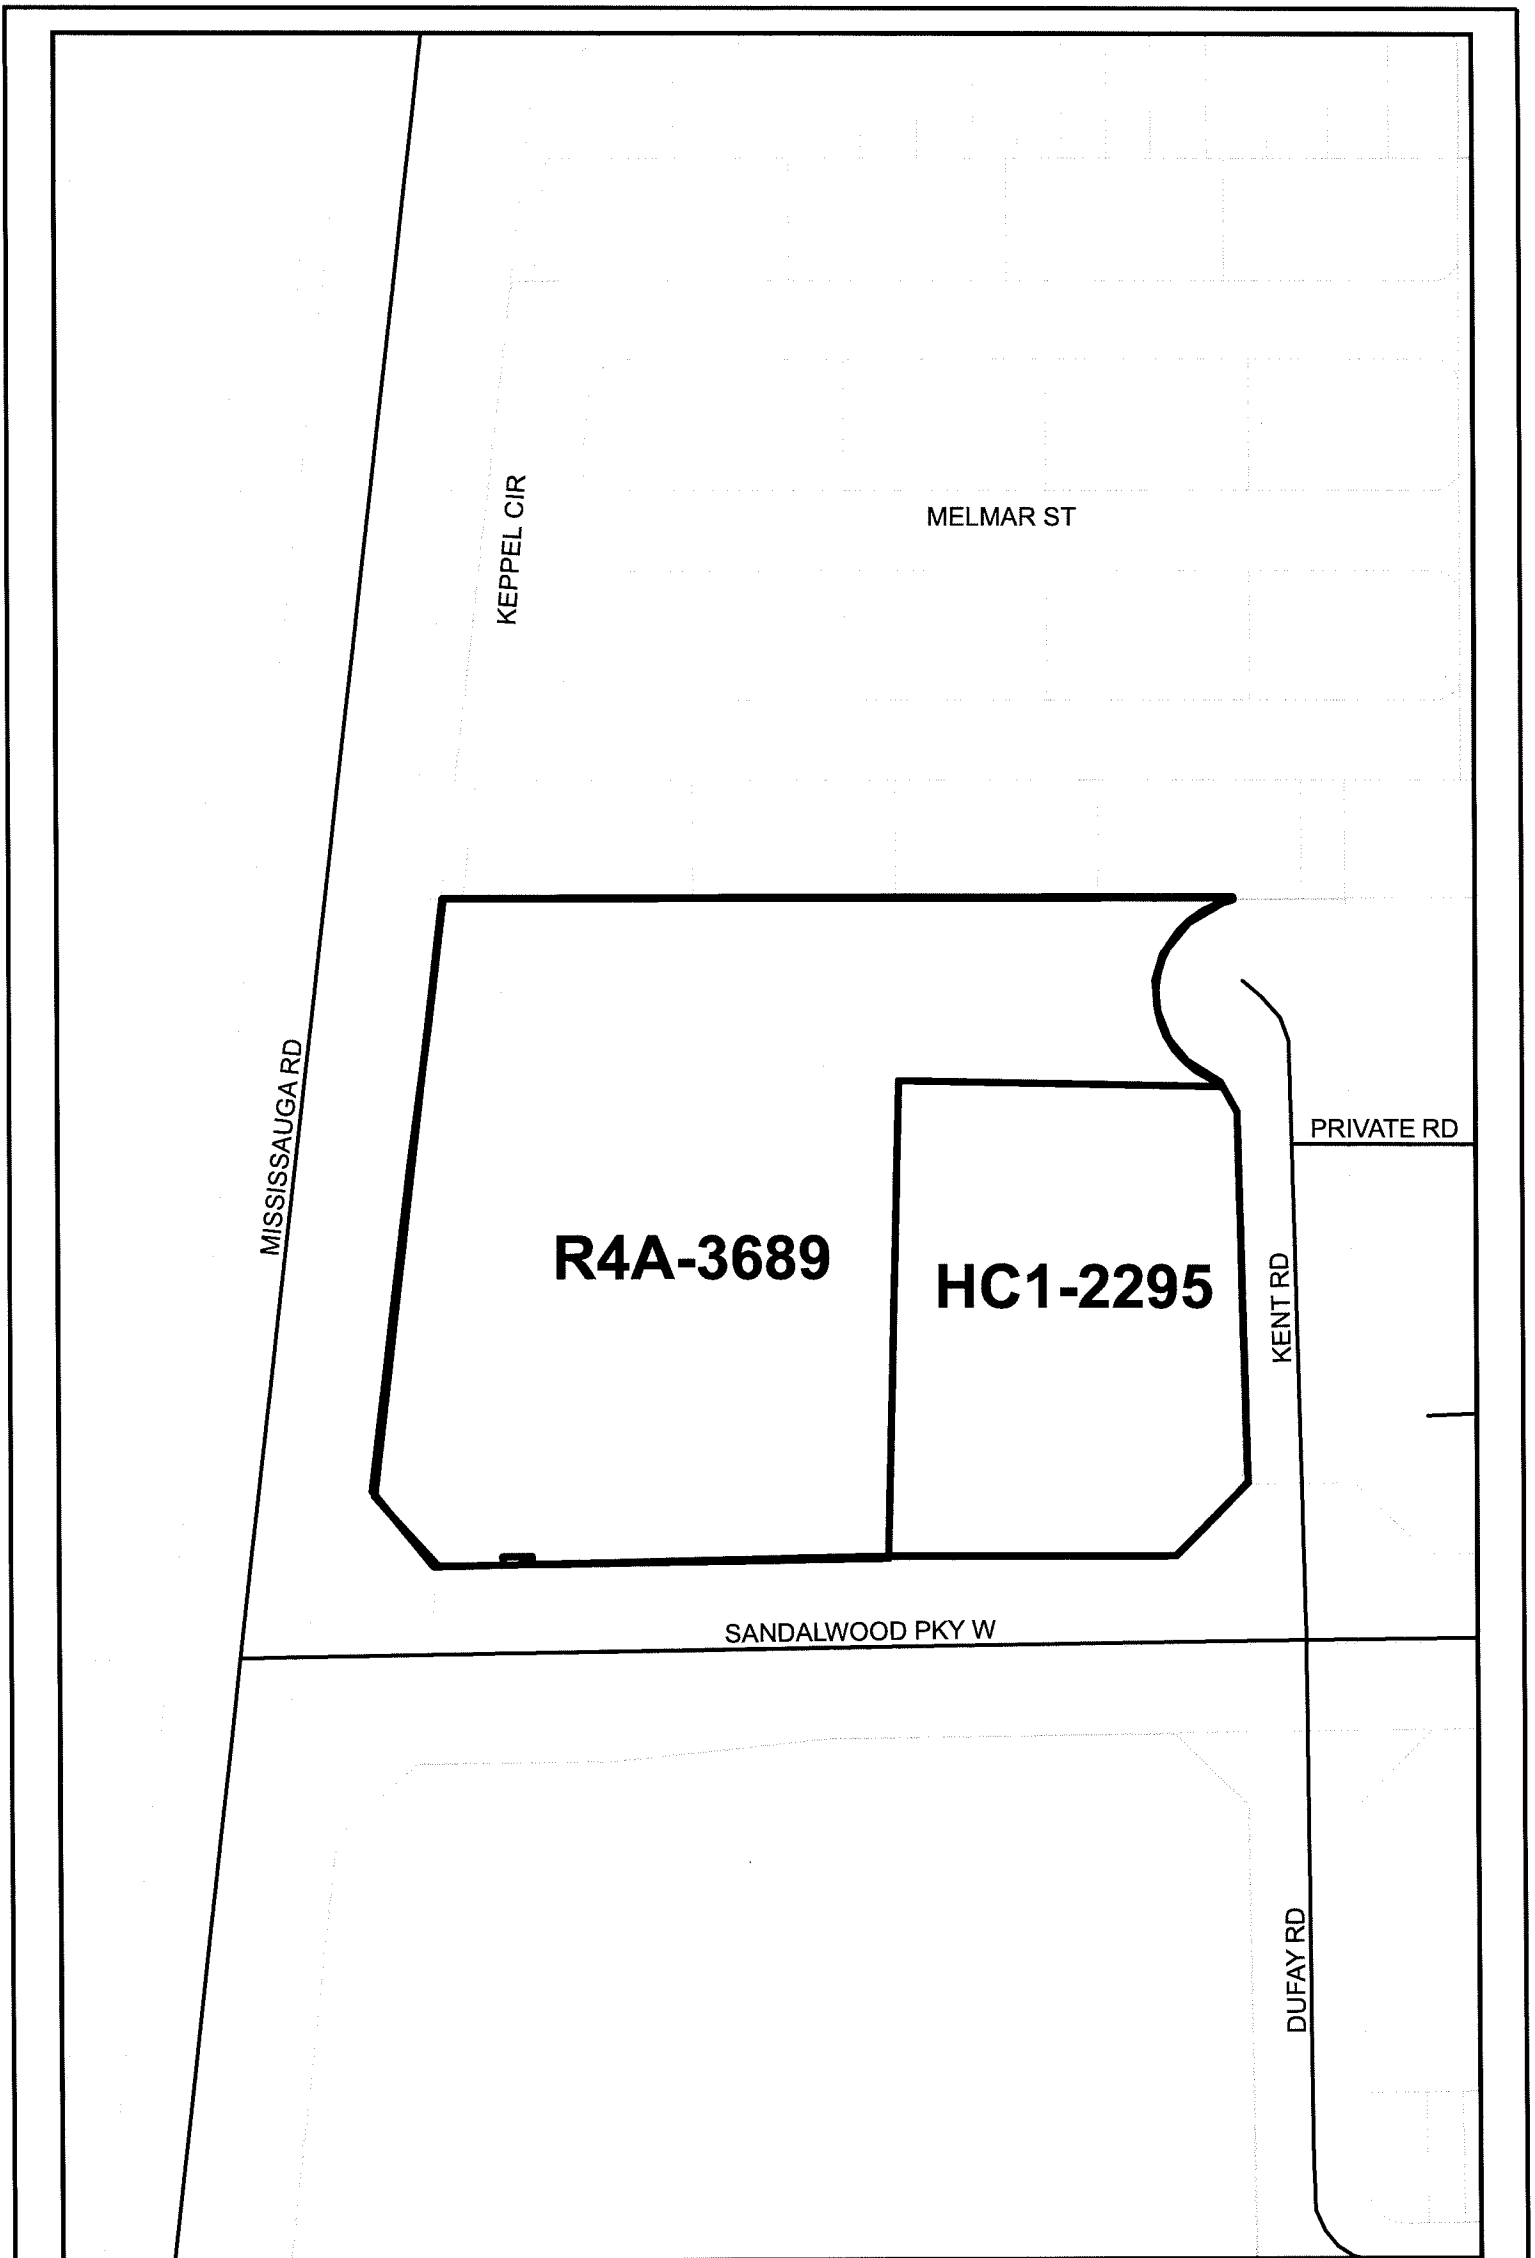 KEPPEL CIR
MELMAR ST
MISSISSAUGA RD
PRIVATE RD
R4A-3689
HC1-2295
KENT RD
SANDALWOOD PKY W
DUFAY RD